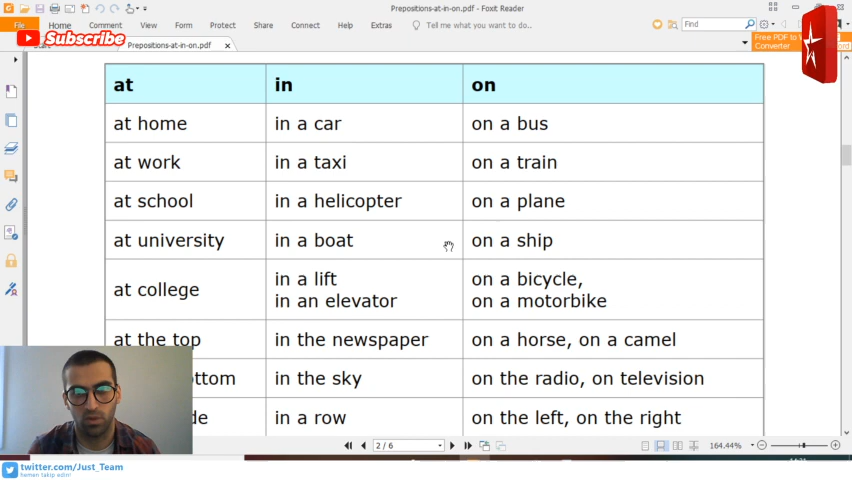 Prepositions-at-in-on.pdf - Foxit Reader
File Home Comment View Form Protect Share Connect Help Extras Tell me what you want to do.. Find
Subscribe
Start Prepositions-at-in-on.pdf
Free PDF to
Converter
at in on
at home in a car on a bus
at work in a taxi on a train
at school in a helicopter on a plane
at university in a boat on a ship
at college in a lift on a bicycle,
in an elevator on a motorbike
at the top in the newspaper on a horse, on a camel
ottom in the sky on the radio, on television
de in a row on the left, on the right
2 / 6 164.44%
twitter.com/Just_Team
hemen takip edin!